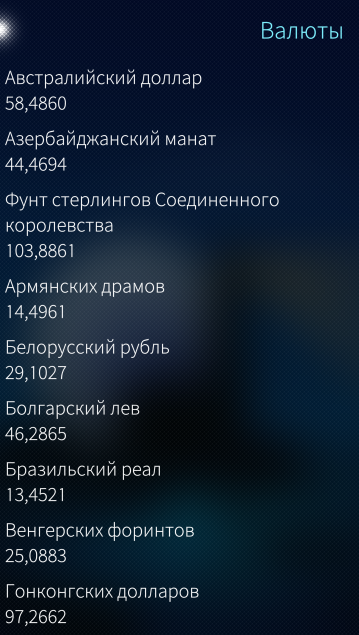 Валюты
Австралийский доллар
58,4860
Азербайджанский манат
44,4694
Фунт стерлингов Соединенного
королевства
103,8861
Армянских драмов
14,4961
Белорусский рубль
29,1027
Болгарский лев
46,2865
Бразильский реал
13,4521
Венгерских форинтов
25,0883
Гонконгских долларов
97,2662